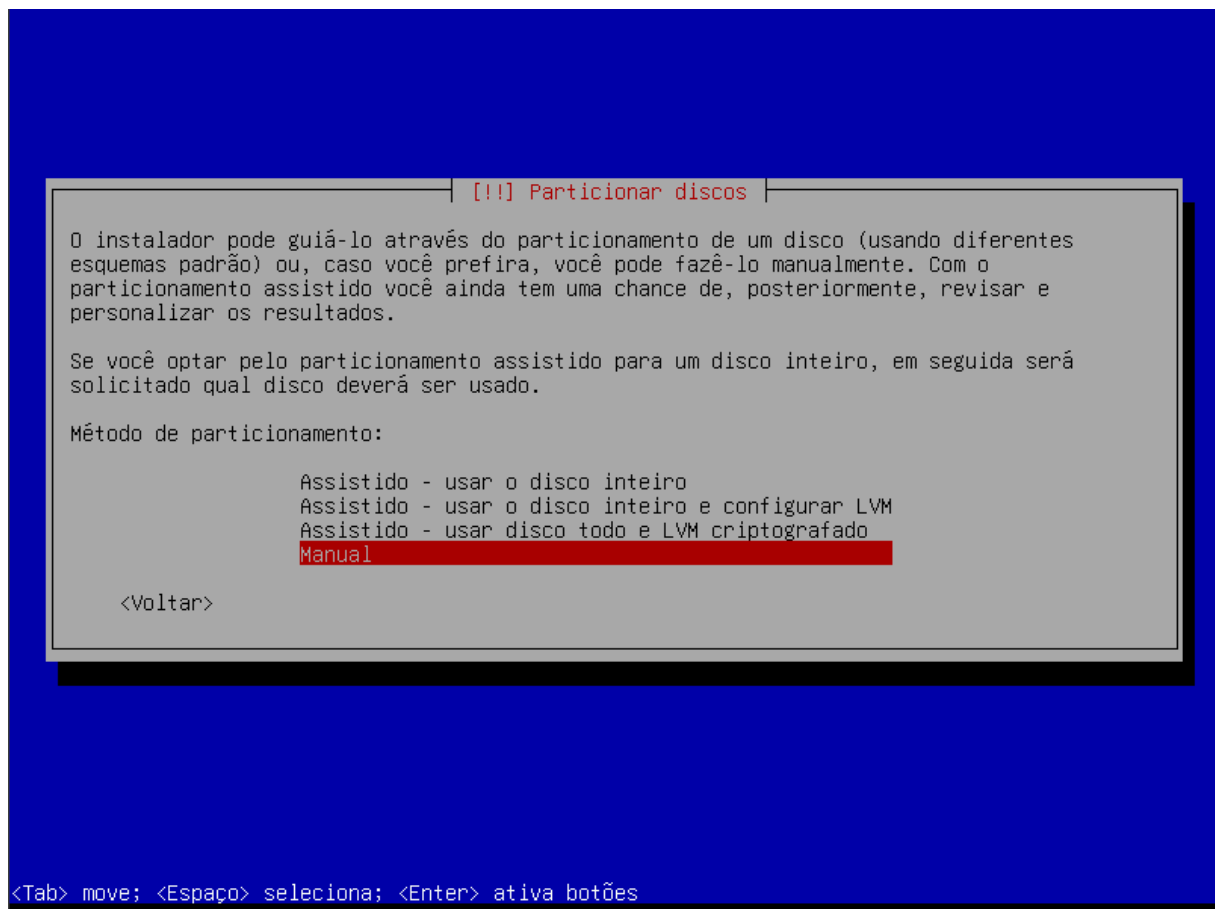 [!!] Particionar discos
O instalador pode guiá-lo através do particionamento de um disco (usando diferentes
esquemas padrão) ou, caso você prefira, você pode fazê-lo manualmente. Com o
particionamento assistido você ainda tem uma chance de, posteriormente, revisar e
personalizar os resultados.
Se você optar pelo particionamento assistido para um disco inteiro, em seguida será
solicitado qual disco deverá ser usado.
Método de particionamento:
Assistido - usar o disco inteiro
Assistido - usar o disco inteiro e configurar LVM
Assistido - usar disco todo e LVM criptografado
Manual
<Voltar>
<Tab> move; <Espaço> seleciona; <Enter> ativa botões